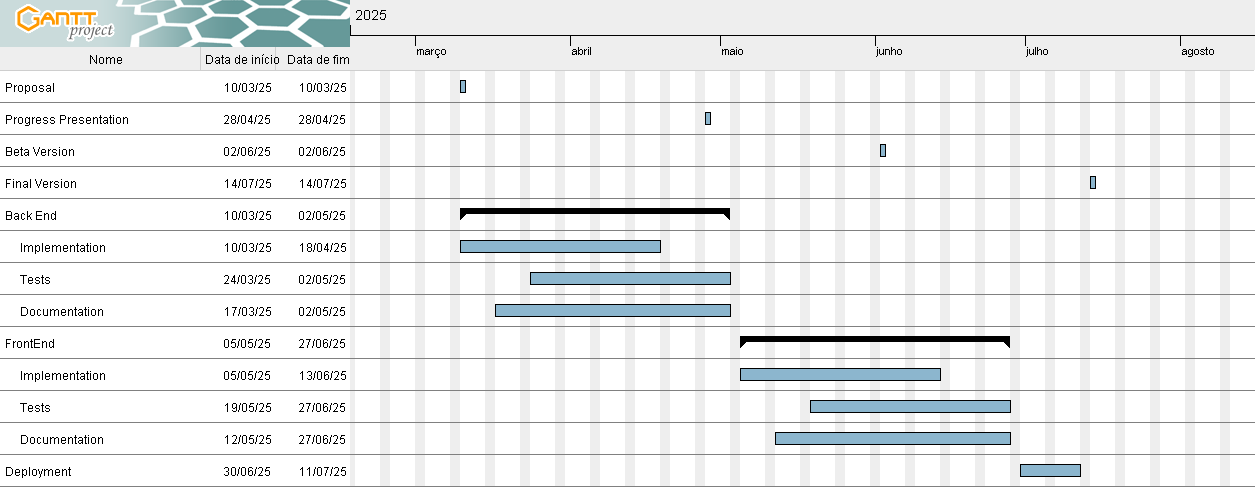 GANTT
project
2025
março abril maio junho julho agosto
Nome Data de início Data de fim
Proposal 10/03/25 10/03/25
Progress Presentation 28/04/25 28/04/25
Beta Version 02/06/25 02/06/25
Final Version 14/07/25 14/07/25
Back End 10/03/25 02/05/25
Implementation 10/03/25 18/04/25
Tests 24/03/25 02/05/25
Documentation 17/03/25 02/05/25
FrontEnd 05/05/25 27/06/25
Implementation 05/05/25 13/06/25
Tests 19/05/25 27/06/25
Documentation 12/05/25 27/06/25
Deployment 30/06/25 11/07/25